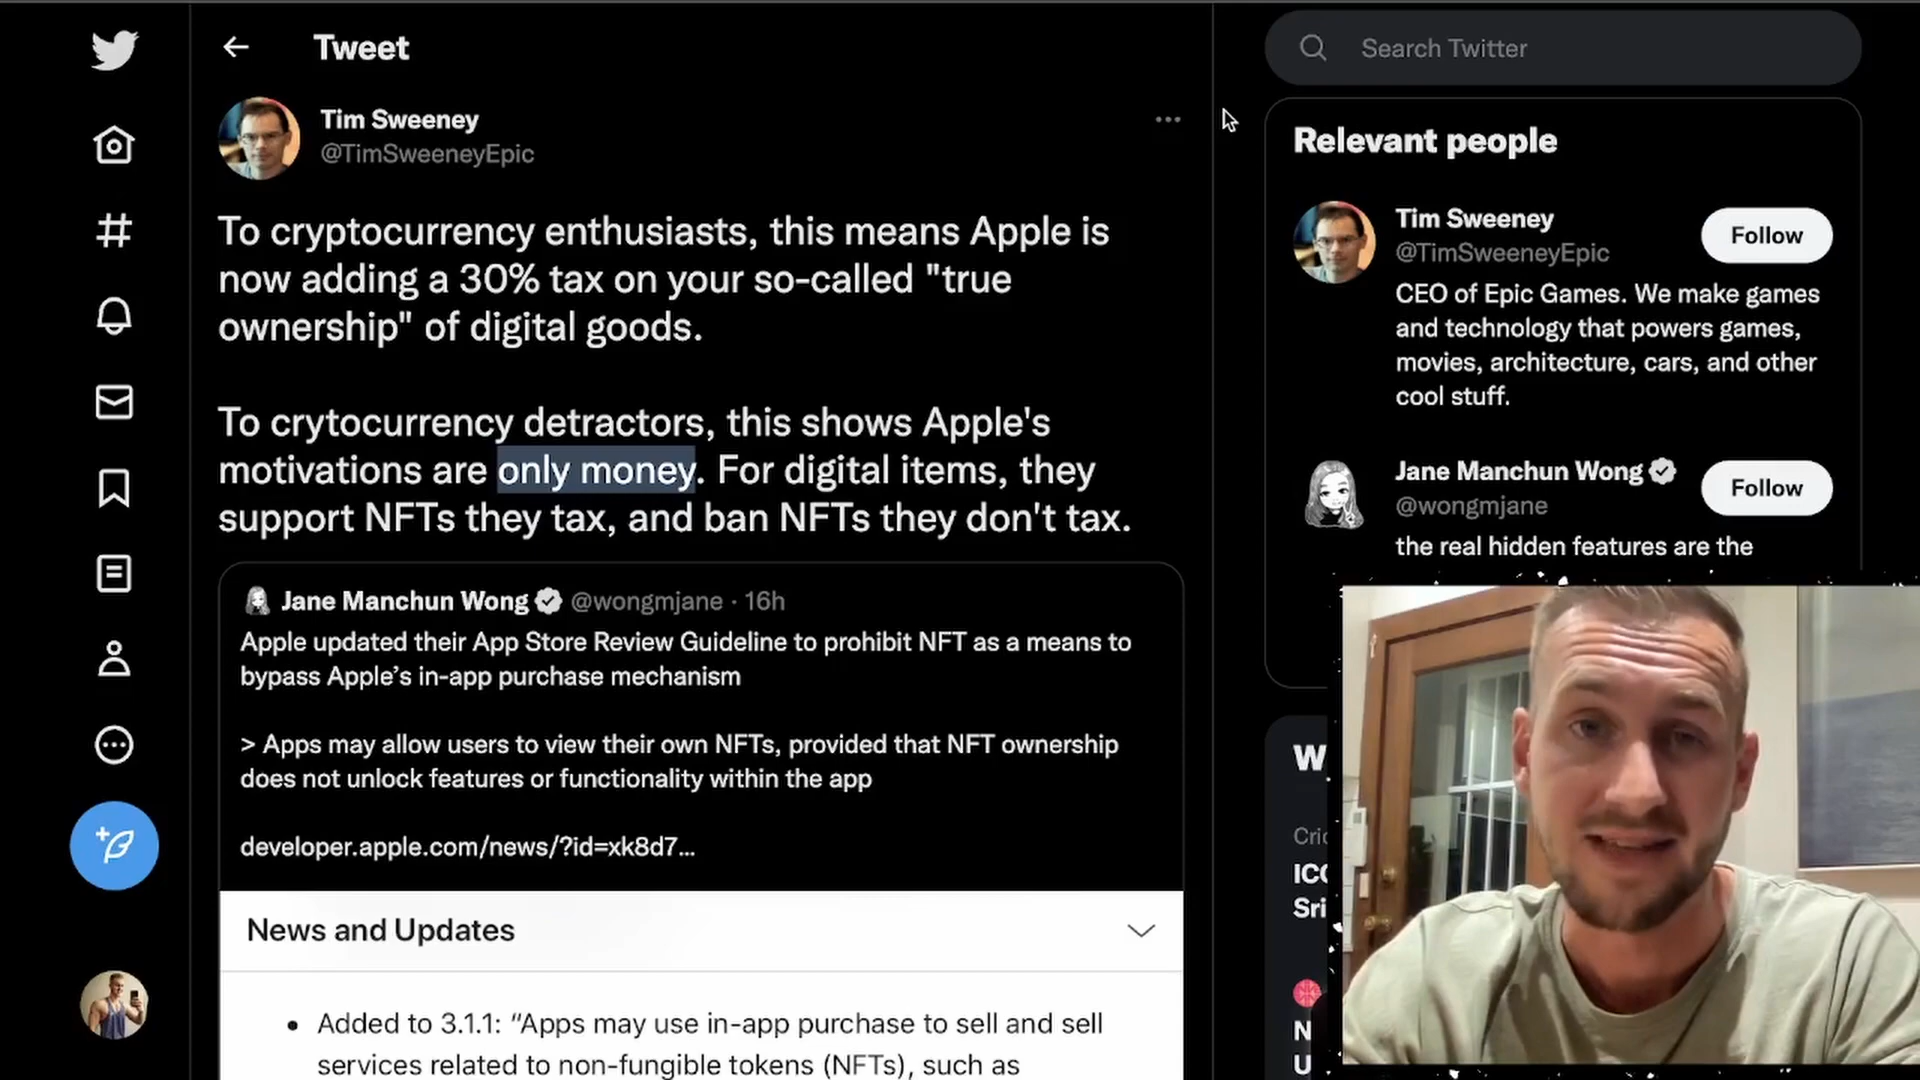 Tweet
Tim Sweeney
@TimSweeneyEpic
To cryptocurrency enthusiasts, this means Apple is
now adding a 30% tax on your so-called "true
ownership" of digital goods.
To crytocurrency detractors, this shows Apple's
motivations are only money. For digital items, they
support NFTs they tax, and ban NFTs they don't tax.
Jane Manchun Wong @wongmjane · 16h
Apple updated their App Store Review Guideline to prohibit NFT as a means to
bypass Apple’s in-app purchase mechanism
> Apps may allow users to view their own NFTs, provided that NFT ownership
does not unlock features or functionality within the app
developer.apple.com/news/?id=xk8d7…
News and Updates
• Added to 3.1.1: “Apps may use in-app purchase to sell and sell
services related to non-fungible tokens (NFTs), such as
Search Twitter
Relevant people
Tim Sweeney
@TimSweeneyEpic
Follow
CEO of Epic Games. We make games
and technology that powers games,
movies, architecture, cars, and other
cool stuff.
Jane Manchun Wong
@wongmjane
Follow
the real hidden features are the
W
Cri
ICC
Sri
N
U